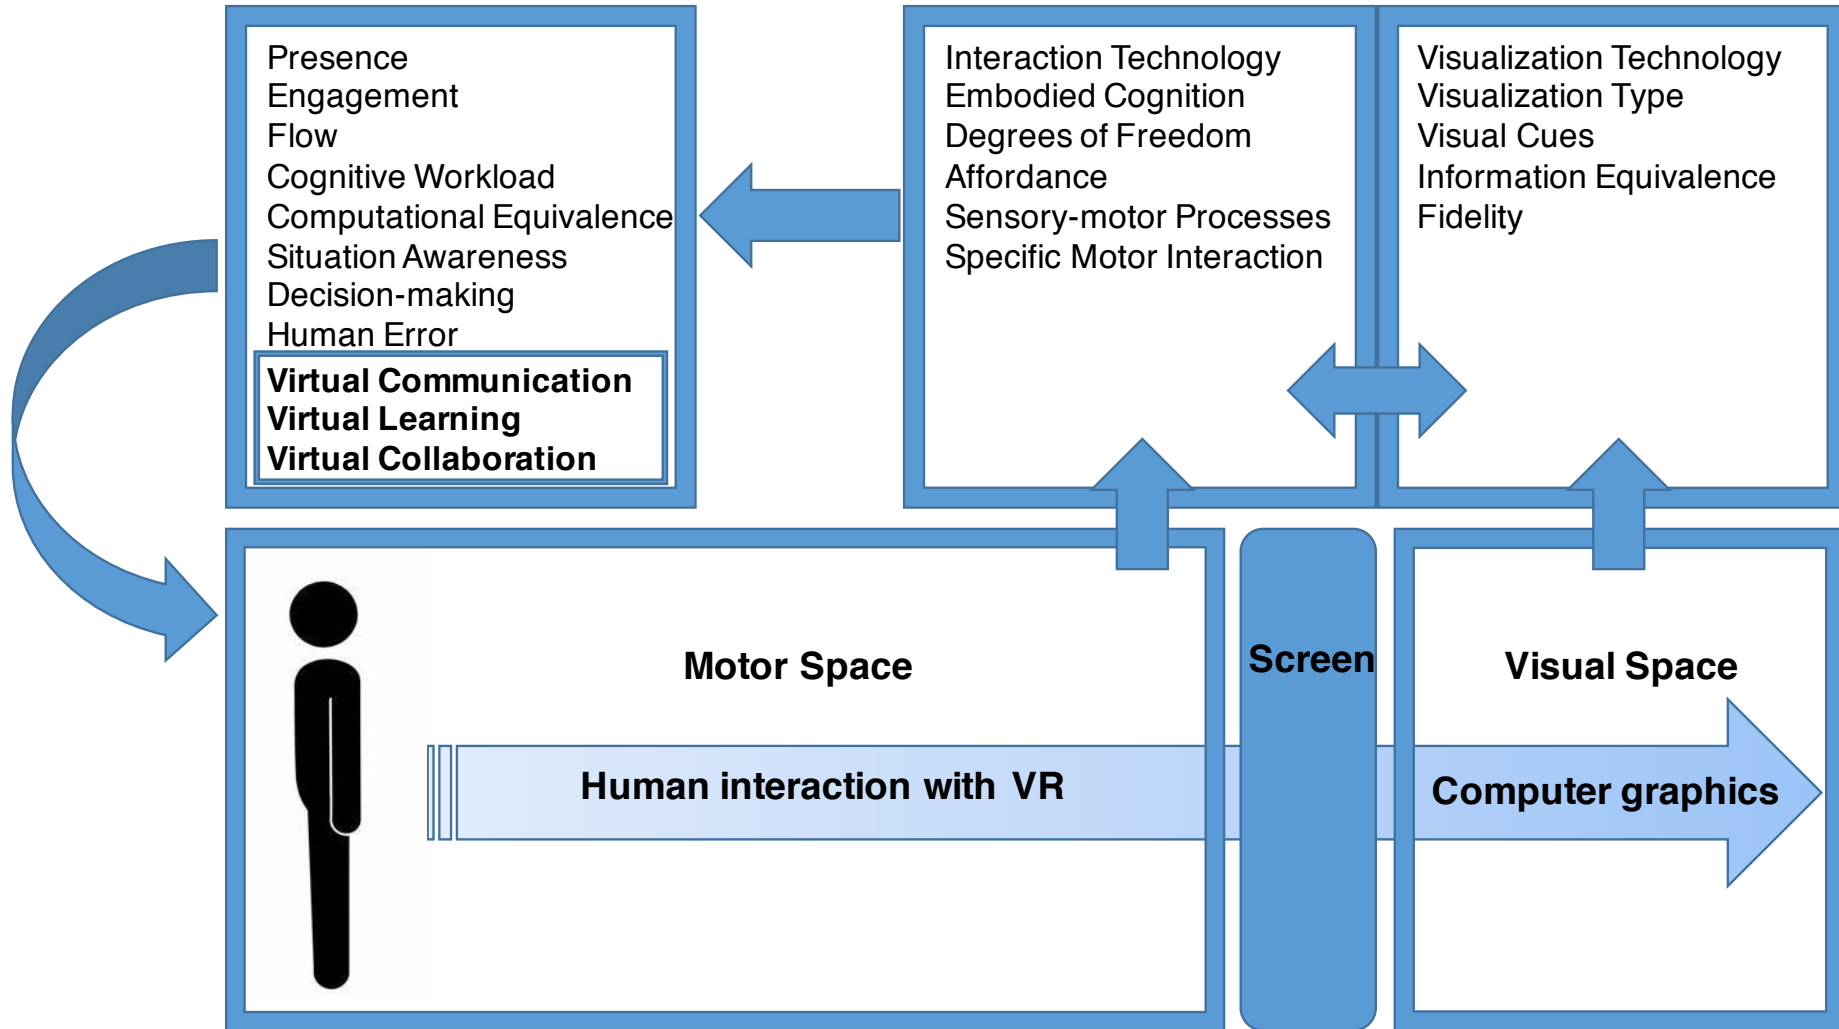 Presence
Engagement
Flow
Cognitive Workload
Computational Equivalence
Situation Awareness
Decision-making
Human Error
Virtual Communication
Virtual Learning
Virtual Collaboration
Interaction Technology
Embodied Cognition
Degrees of Freedom
Affordance
Sensory-motor Processes
Specific Motor Interaction
Visualization Technology
Visualization Type
Visual Cues
Information Equivalence
Fidelity
Motor Space
Screen
Visual Space
Human interaction with VR
Computer graphics